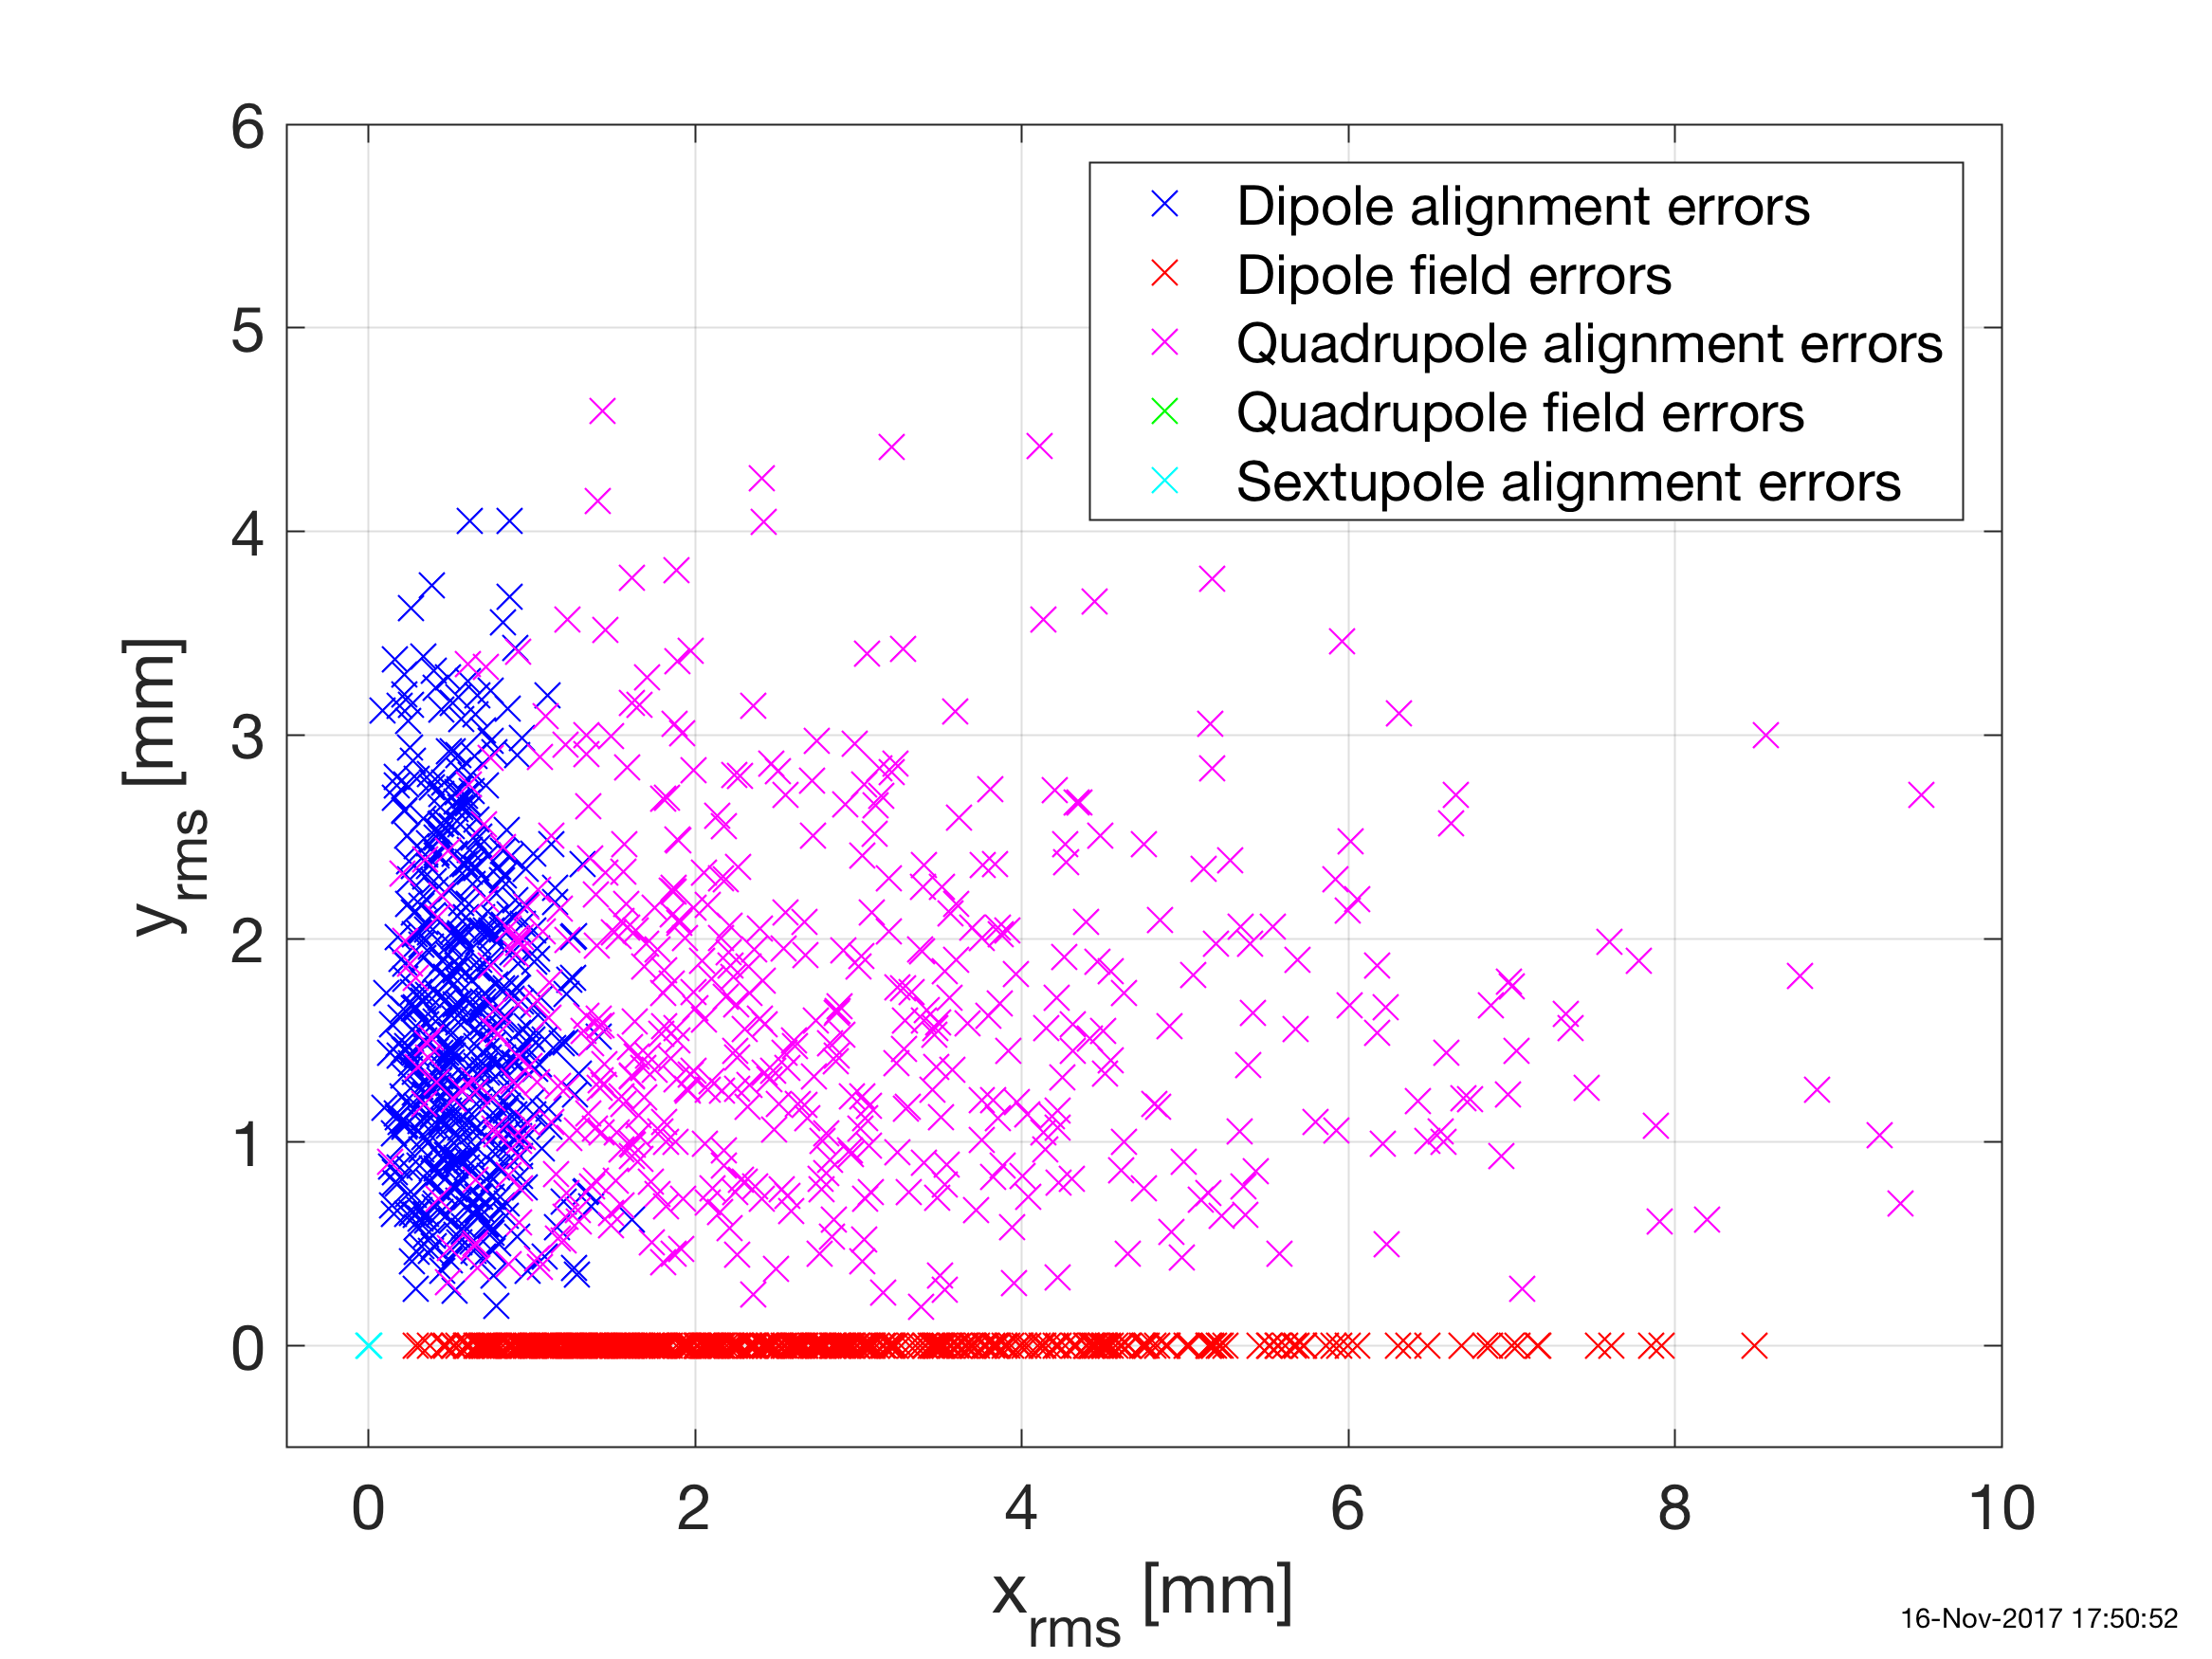 6
5
4
3
2
1
0
y_rms [mm]
Dipole alignment errors
Dipole field errors
Quadrupole alignment errors
Quadrupole field errors
Sextupole alignment errors
0 2 4 6 8 10
x_rms [mm]
16-Nov-2017 17:50:52